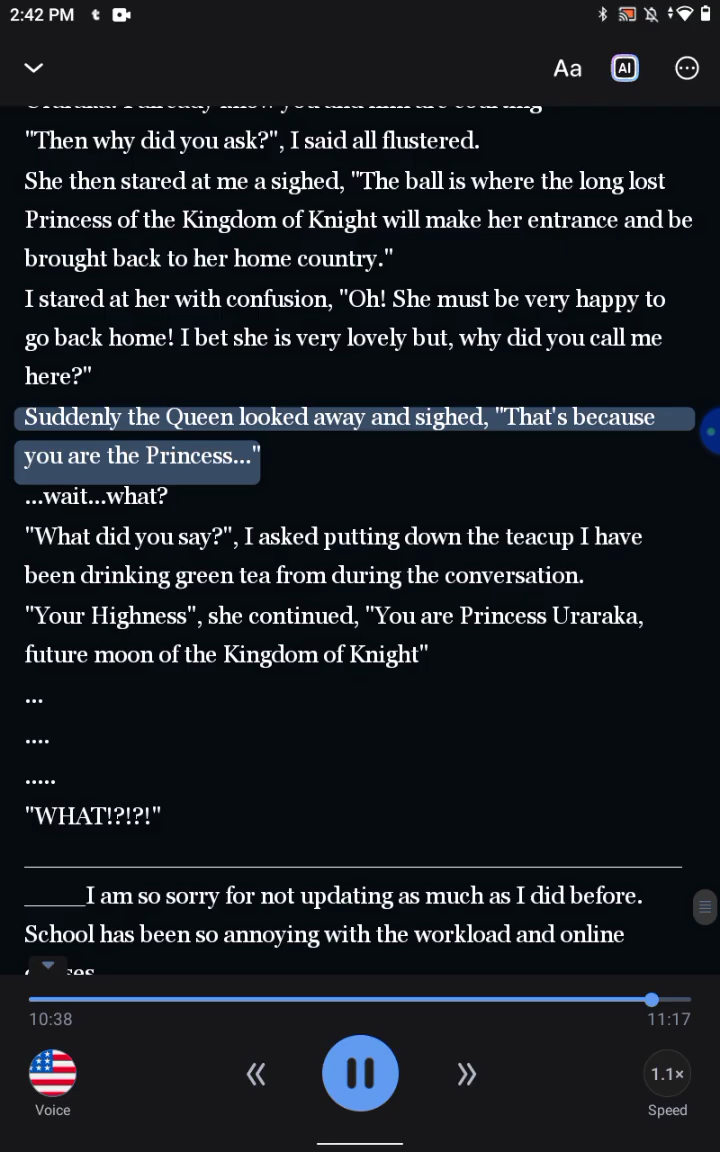 2:42 PM t
Aa AI
"Then why did you ask?", I said all flustered.
She then stared at me a sighed, "The ball is where the long lost
Princess of the Kingdom of Knight will make her entrance and be
brought back to her home country."
I stared at her with confusion, "Oh! She must be very happy to
go back home! I bet she is very lovely but, why did you call me
here?"
Suddenly the Queen looked away and sighed, "That's because
you are the Princess..."
...wait...what?
"What did you say?", I asked putting down the teacup I have
been drinking green tea from during the conversation.
"Your Highness", she continued, "You are Princess Uraraka,
future moon of the Kingdom of Knight"
...
....
.....
"WHAT!?!?!"
_____I am so sorry for not updating as much as I did before.
School has been so annoying with the workload and online
10:38 11:17
1.1×
Voice Speed